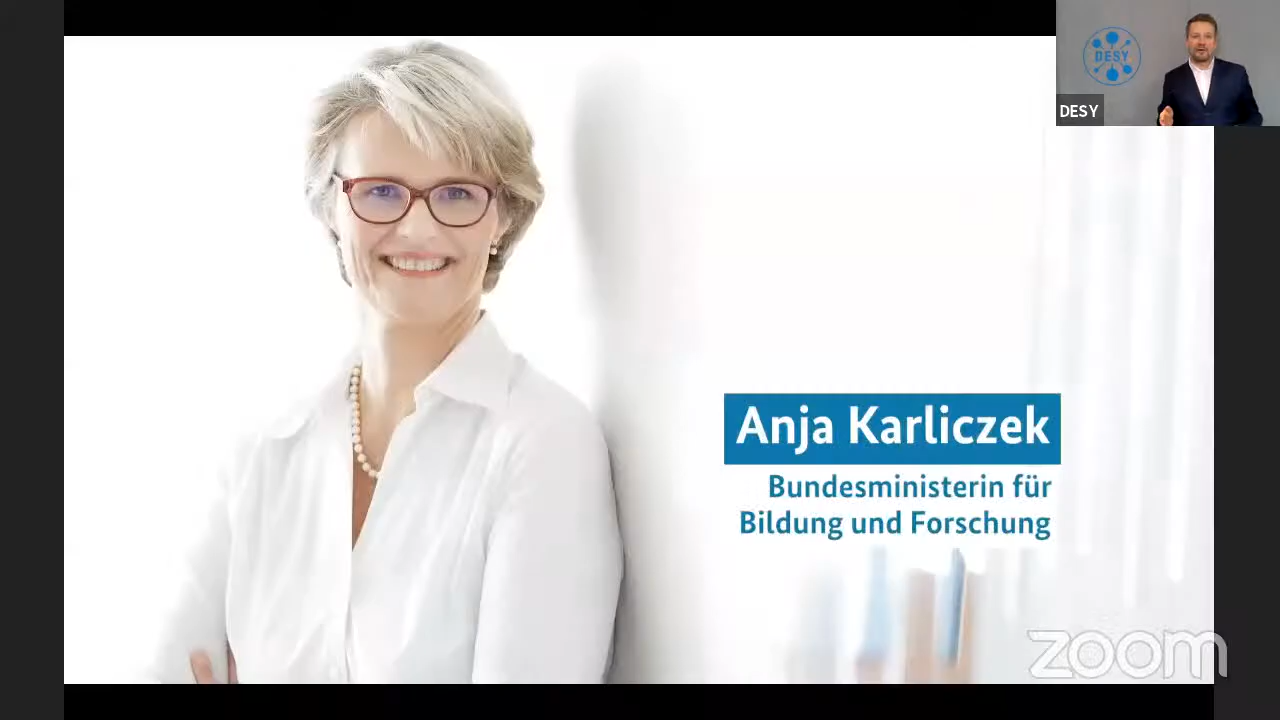 DESY
DESY
Anja Karliczek
Bundesministerin für
Bildung und Forschung
zoom